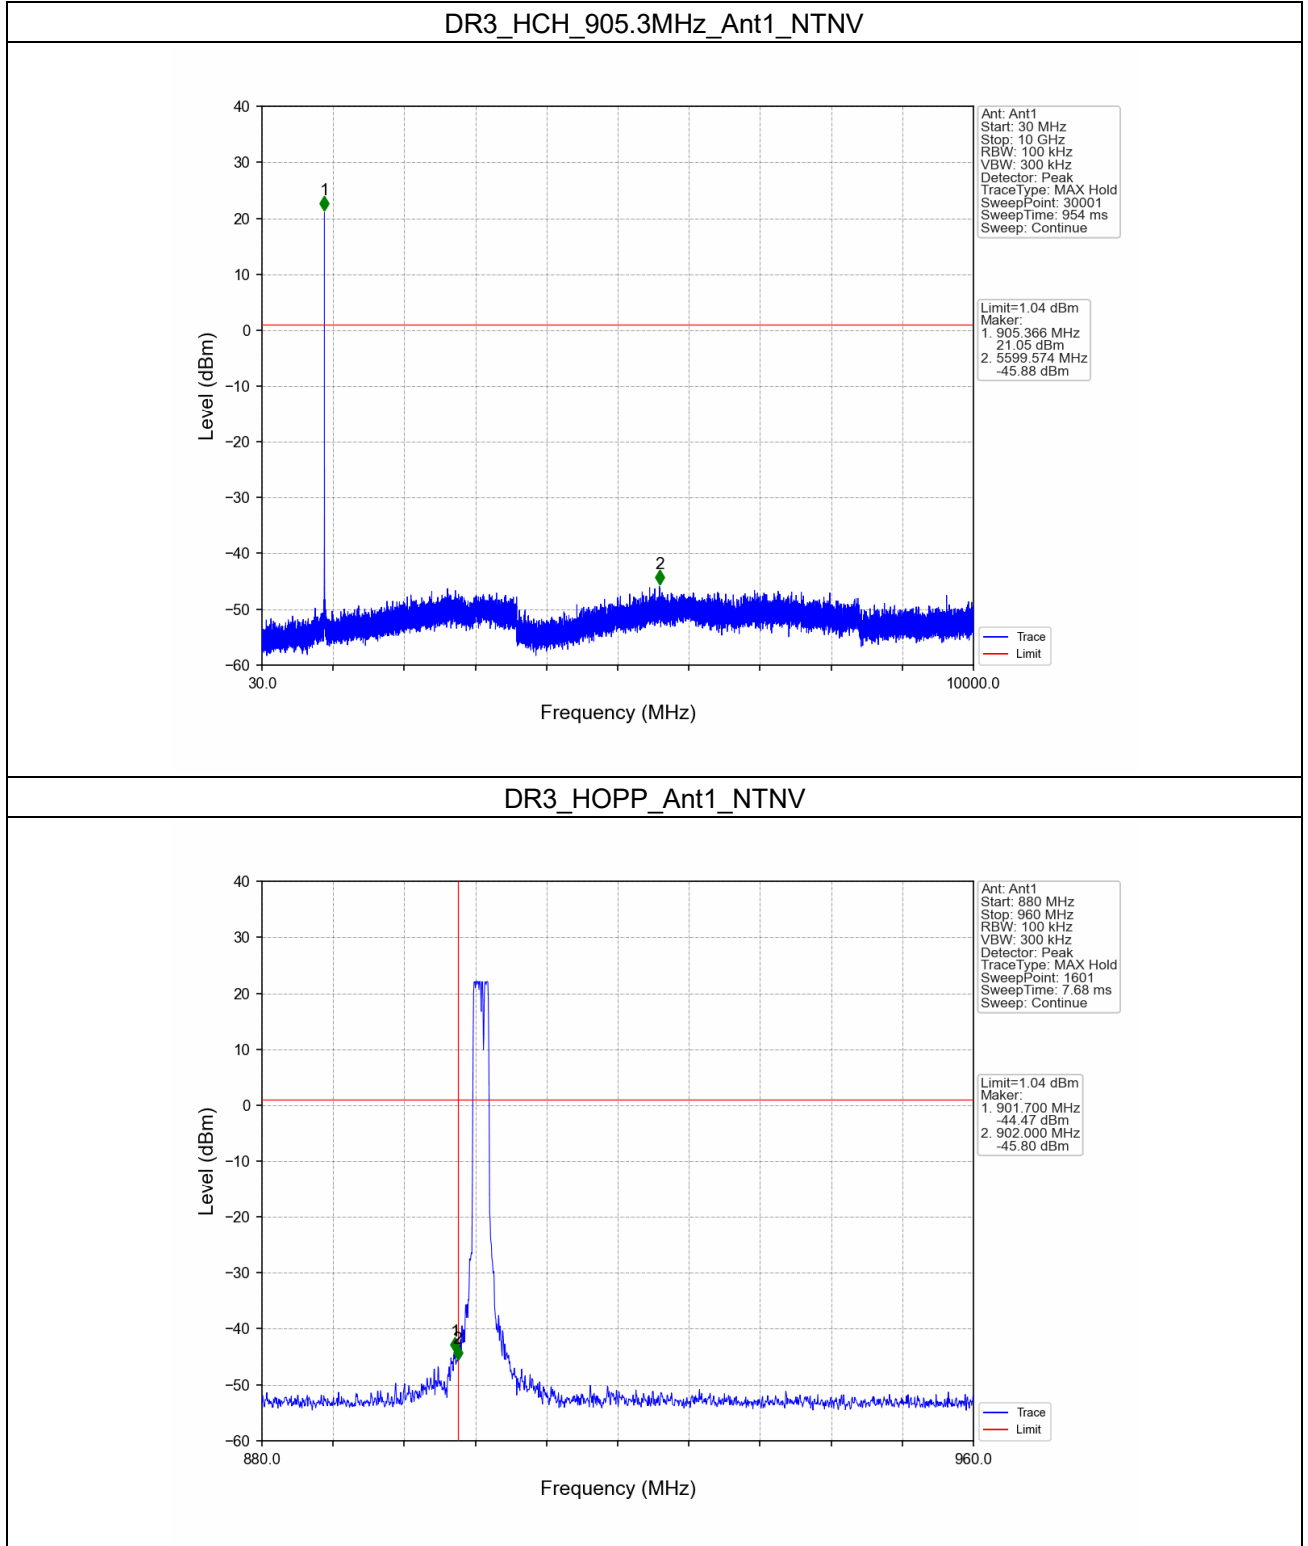 DR3_HCH_905.3MHz_Ant1_NTNV
40
30
20
10
0
−10
−20
−30
−40
−50
−60
Level (dBm)
1
2
30.0
10000.0
Frequency (MHz)
Ant: Ant1
Start: 30 MHz
Stop: 10 GHz
RBW: 100 kHz
VBW: 300 kHz
Detector: Peak
TraceType: MAX Hold
SweepPoint: 30001
SweepTime: 954 ms
Sweep: Continue
Limit=1.04 dBm
Maker:
1. 905.366 MHz
21.05 dBm
2. 5599.574 MHz
-45.88 dBm
Trace
Limit
DR3_HOPP_Ant1_NTNV
40
30
20
10
0
−10
−20
−30
−40
−50
−60
Level (dBm)
1
2
880.0
960.0
Frequency (MHz)
Ant: Ant1
Start: 880 MHz
Stop: 960 MHz
RBW: 100 kHz
VBW: 300 kHz
Detector: Peak
TraceType: MAX Hold
SweepPoint: 1601
SweepTime: 7.68 ms
Sweep: Continue
Limit=1.04 dBm
Maker:
1. 901.700 MHz
-44.47 dBm
2. 902.000 MHz
-45.80 dBm
Trace
Limit